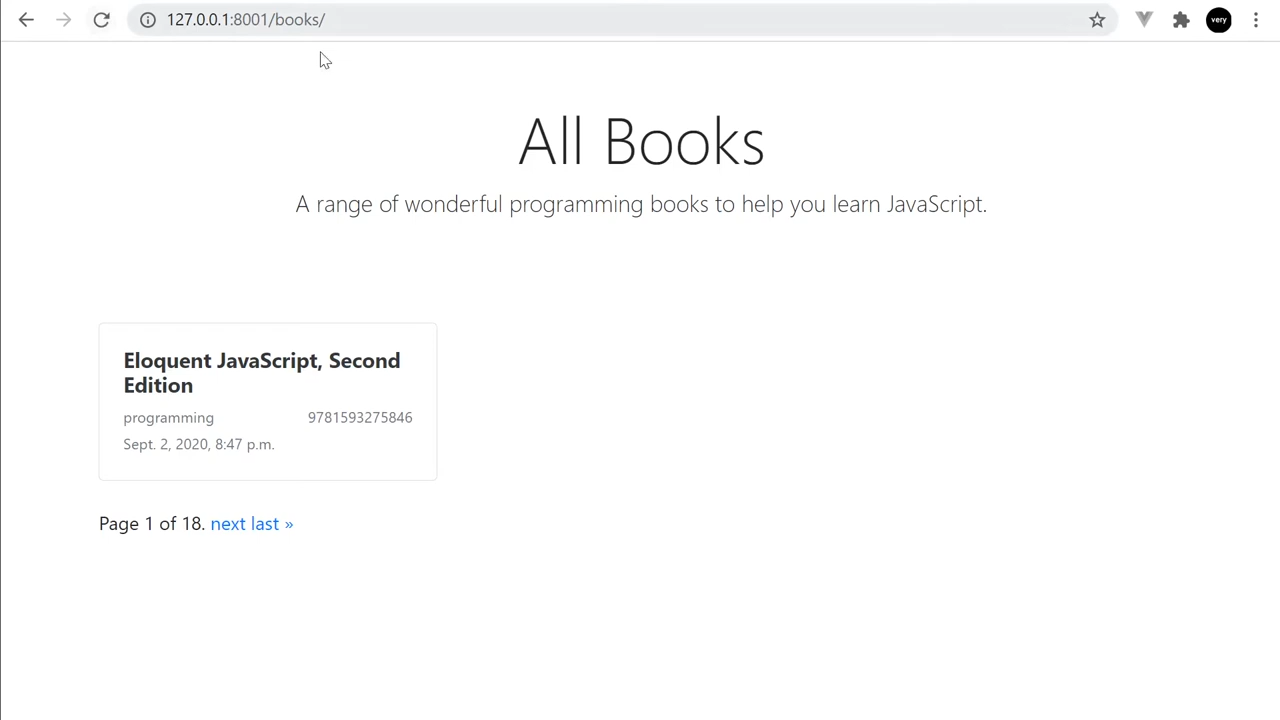 127.0.0.1:8001/books/
very
All Books
A range of wonderful programming books to help you learn JavaScript.
Eloquent JavaScript, Second
Edition
programming 9781593275846
Sept. 2, 2020, 8:47 p.m.
Page 1 of 18. next last »